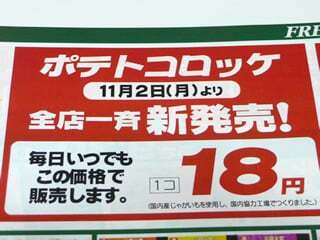 FRE
ポテトコロッケ
11月2日(月)より
全店一斉 新発売!
毎日いつでも
この価格で
販売します。
1コ 18円
(国内産じゃがいもを使用し、国内協力工場でつくりました。)